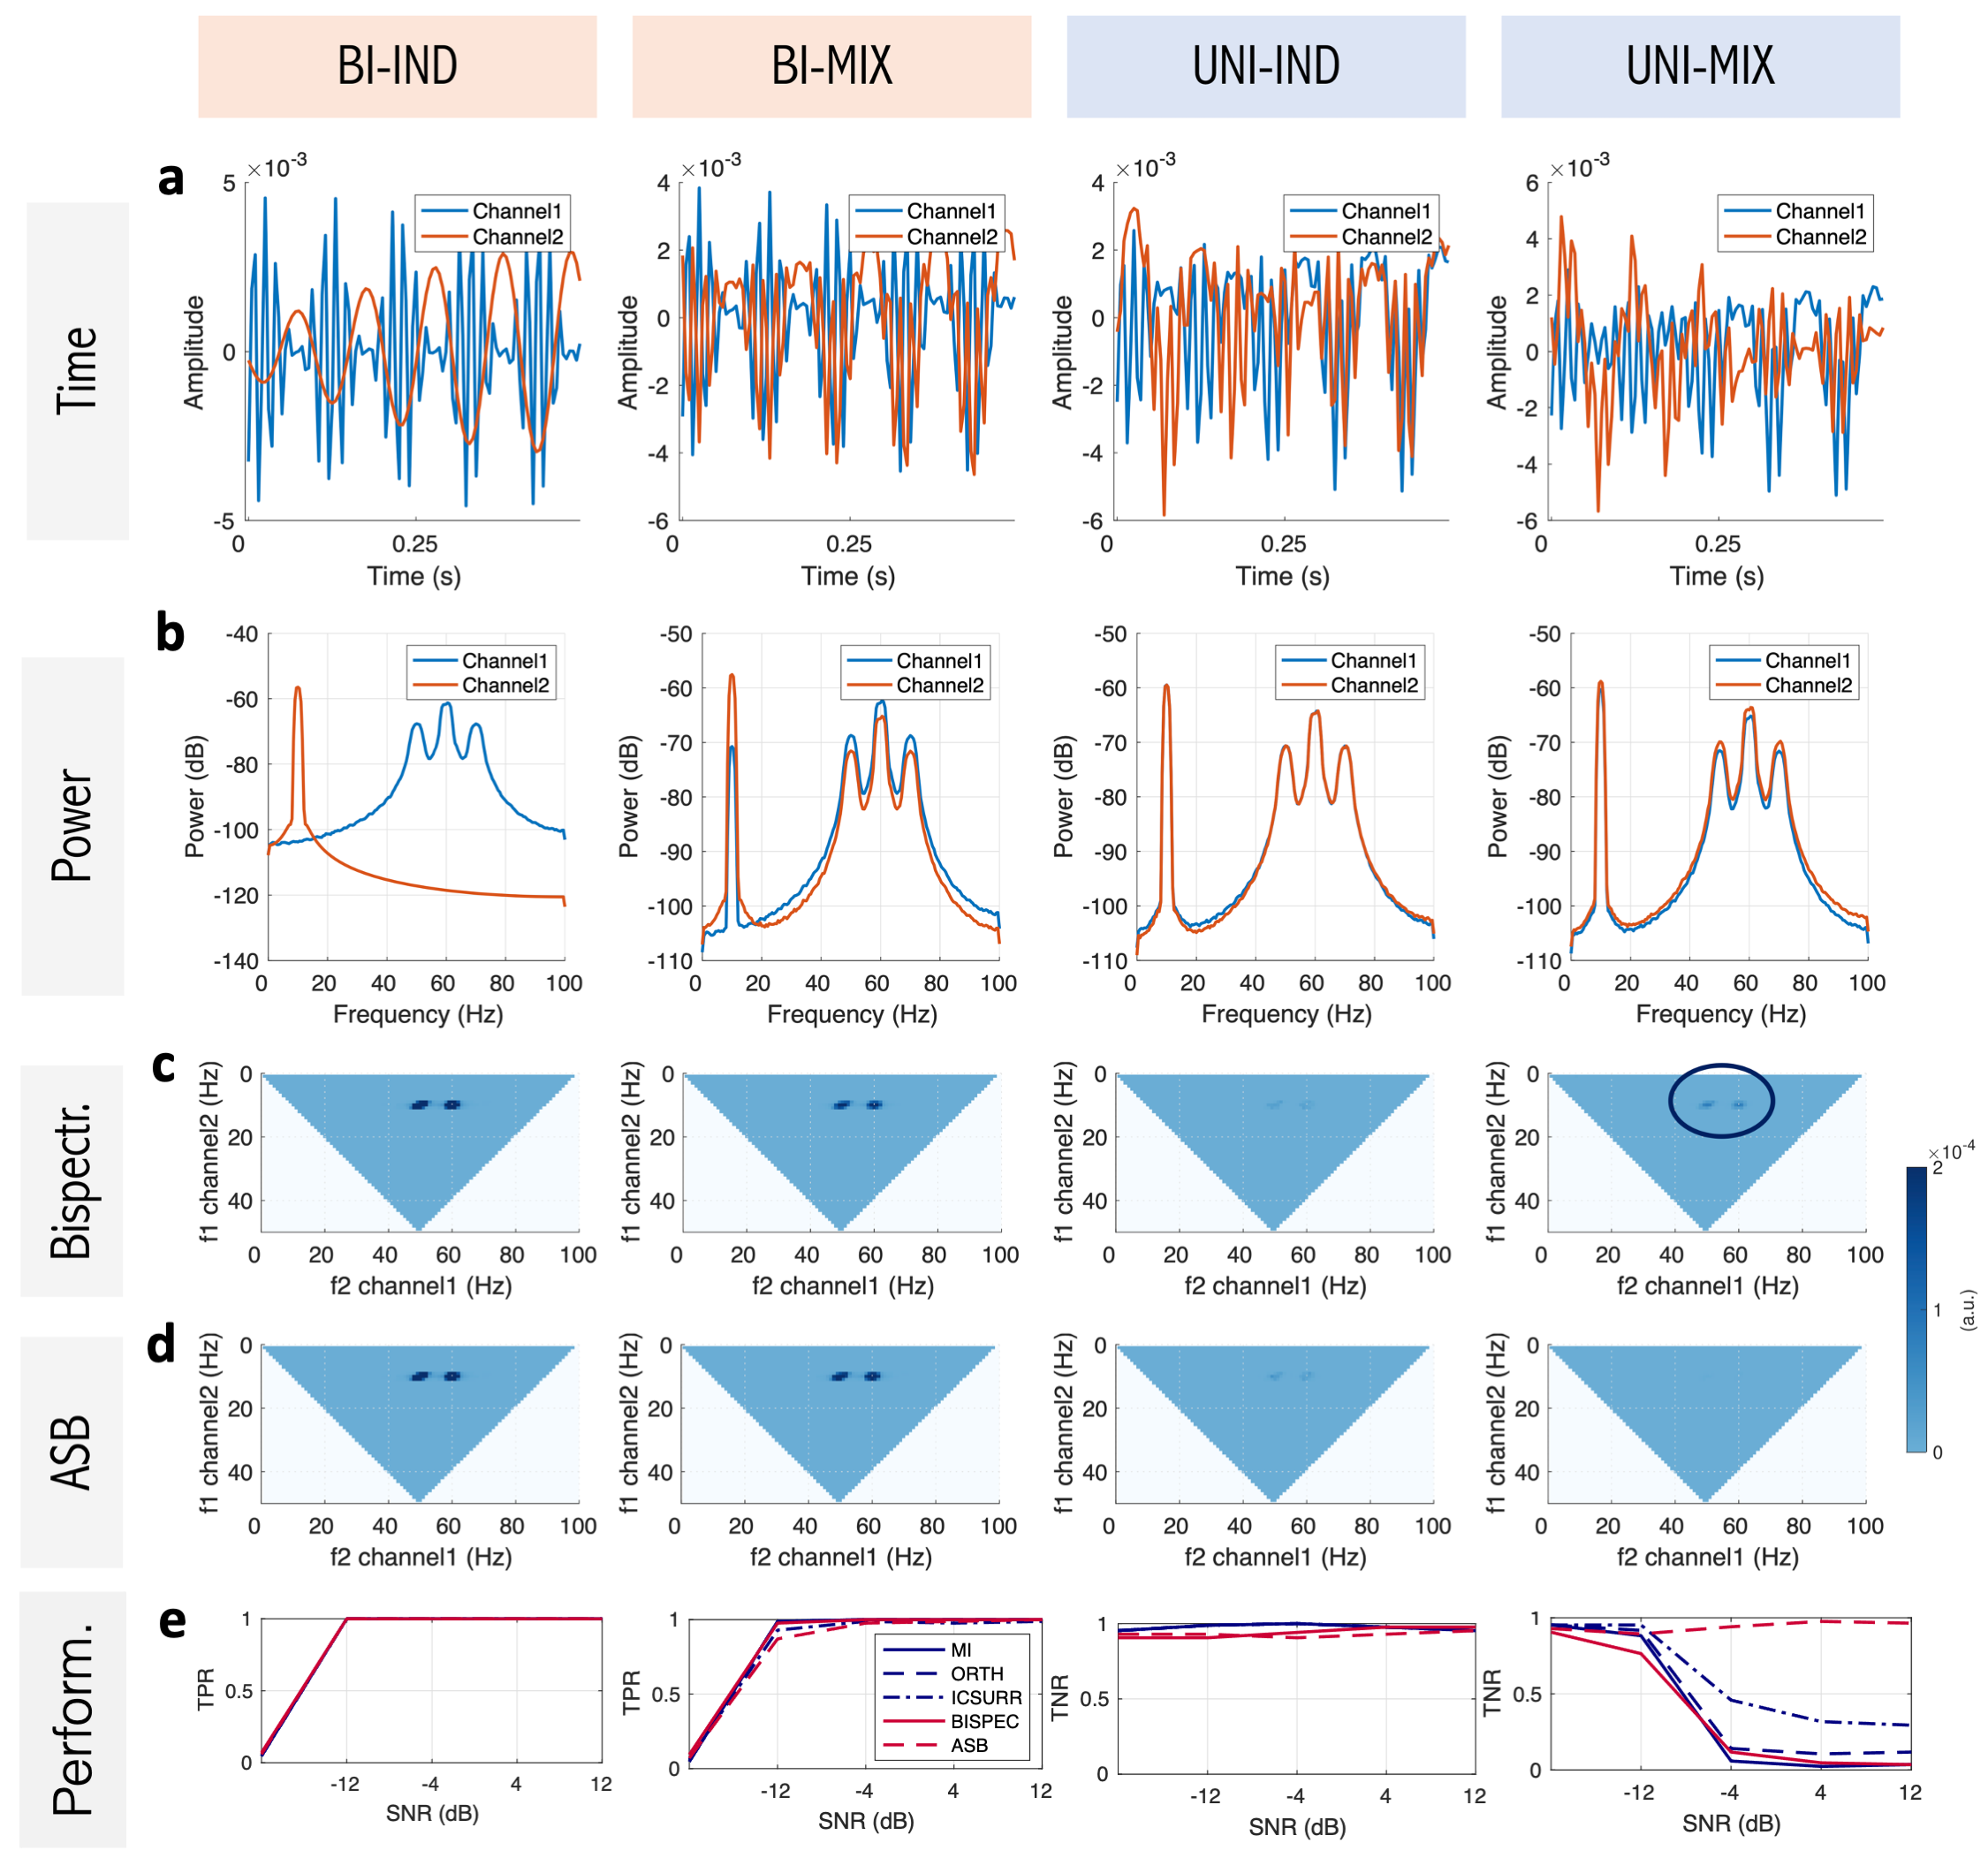 BI-IND BI-MIX UNI-IND UNI-MIX
Time
a
×10-3 ×10-3 ×10-3 ×10-3
Channel1 Channel1 Channel1 Channel1
Channel2 Channel2 Channel2 Channel2
5 0 -5
4 2 0 -2 -4 -6
4 2 0 -2 -4 -6
6 4 2 0 -2 -4 -6
Amplitude Amplitude Amplitude Amplitude
0 0.25 0 0.25 0 0.25 0 0.25
Time (s) Time (s) Time (s) Time (s)
Power
b
Channel1 Channel1 Channel1 Channel1
Channel2 Channel2 Channel2 Channel2
-40 -60 -80 -100 -120 -140
-50 -60 -70 -80 -90 -100 -110
-50 -60 -70 -80 -90 -100 -110
-50 -60 -70 -80 -90 -100 -110
Power (dB) Power (dB) Power (dB) Power (dB)
0 20 40 60 80 100 0 20 40 60 80 100 0 20 40 60 80 100 0 20 40 60 80 100
Frequency (Hz) Frequency (Hz) Frequency (Hz) Frequency (Hz)
Bispectr.
c
0 20 40 0 20 40 0 20 40 0 20 40
f1 channel2 (Hz) f1 channel2 (Hz) f1 channel2 (Hz) f1 channel2 (Hz)
0 20 40 60 80 100 0 20 40 60 80 100 0 20 40 60 80 100 0 20 40 60 80 100
f2 channel1 (Hz) f2 channel1 (Hz) f2 channel1 (Hz) f2 channel1 (Hz)
×10-4
2
1
0
(a.u.)
ASB
d
0 20 40 0 20 40 0 20 40 0 20 40
f1 channel2 (Hz) f1 channel2 (Hz) f1 channel2 (Hz) f1 channel2 (Hz)
0 20 40 60 80 100 0 20 40 60 80 100 0 20 40 60 80 100 0 20 40 60 80 100
f2 channel1 (Hz) f2 channel1 (Hz) f2 channel1 (Hz) f2 channel1 (Hz)
Perform.
e
1 0.5 0 1 0.5 0 1 0.5 0 1 0.5 0
TPR TPR TNR TNR
MI
ORTH
ICSURR
BISPEC
ASB
-12 -4 4 12 -12 -4 4 12 -12 -4 4 12 -12 -4 4 12
SNR (dB) SNR (dB) SNR (dB) SNR (dB)